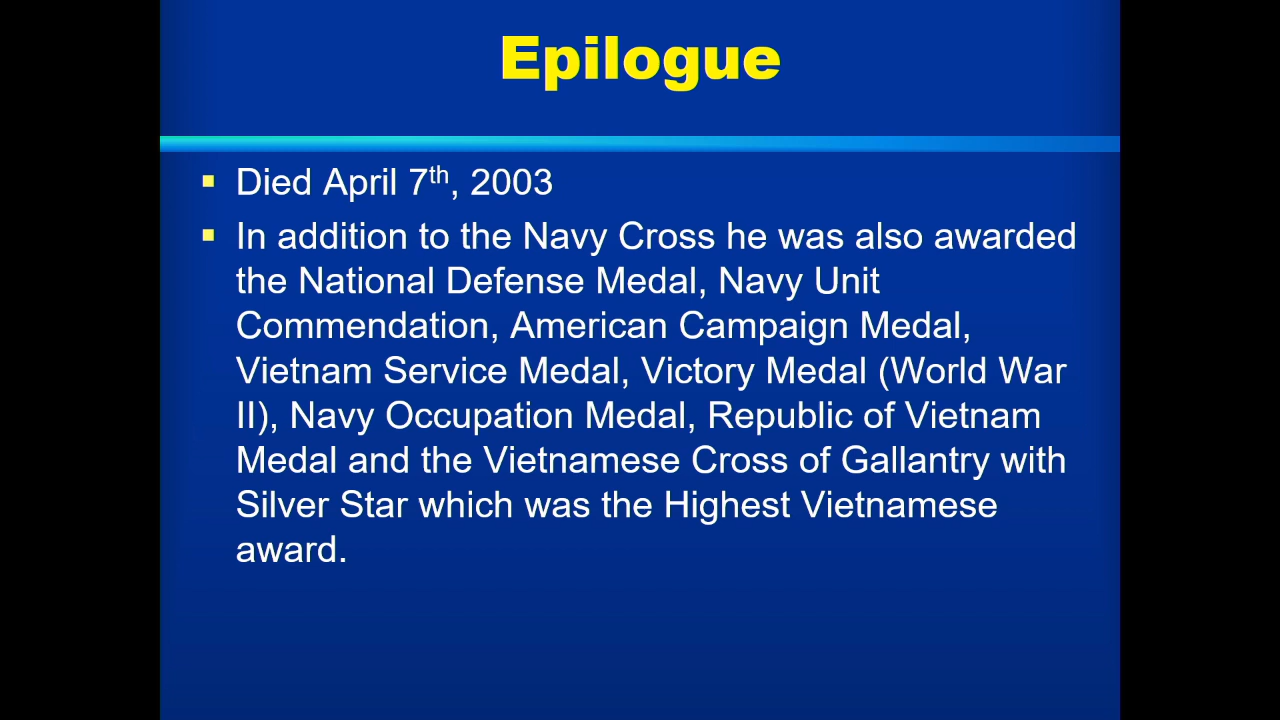 Epilogue
Died April 7th, 2003
In addition to the Navy Cross he was also awarded
the National Defense Medal, Navy Unit
Commendation, American Campaign Medal,
Vietnam Service Medal, Victory Medal (World War
II), Navy Occupation Medal, Republic of Vietnam
Medal and the Vietnamese Cross of Gallantry with
Silver Star which was the Highest Vietnamese
award.